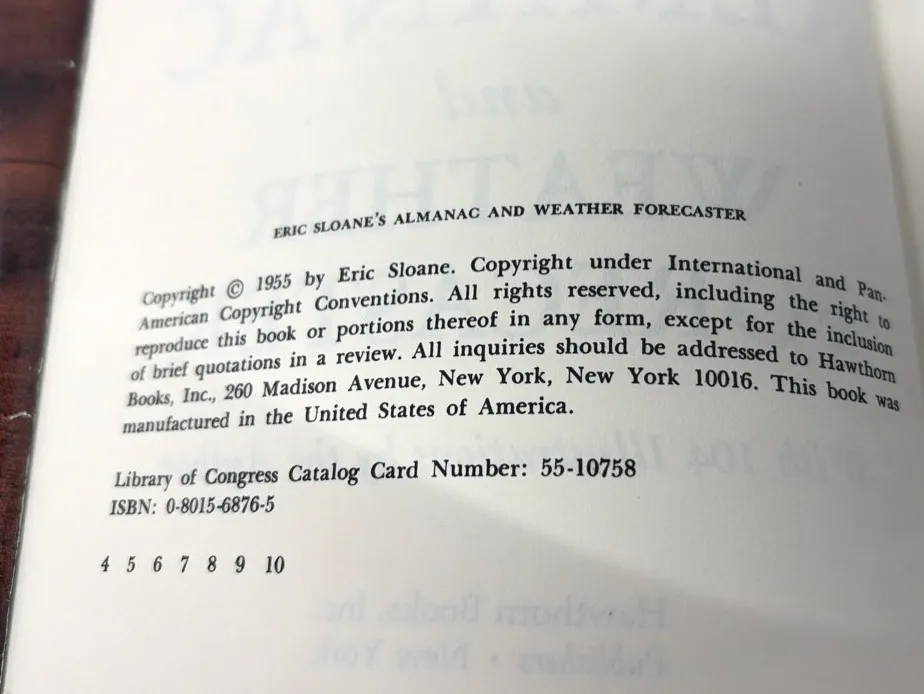 ERIC SLOANE'S ALMANAC AND WEATHER FORECASTER
Copyright © 1955 by Eric Sloane. Copyright under International and Pan-
American Copyright Conventions. All rights reserved, including the right to
reproduce this book or portions thereof in any form, except for the inclusion
of brief quotations in a review. All inquiries should be addressed to Hawthorn
Books, Inc., 260 Madison Avenue, New York, New York 10016. This book was
manufactured in the United States of America.
Library of Congress Catalog Card Number: 55-10758
ISBN: 0-8015-6876-5
4 5 6 7 8 9 10